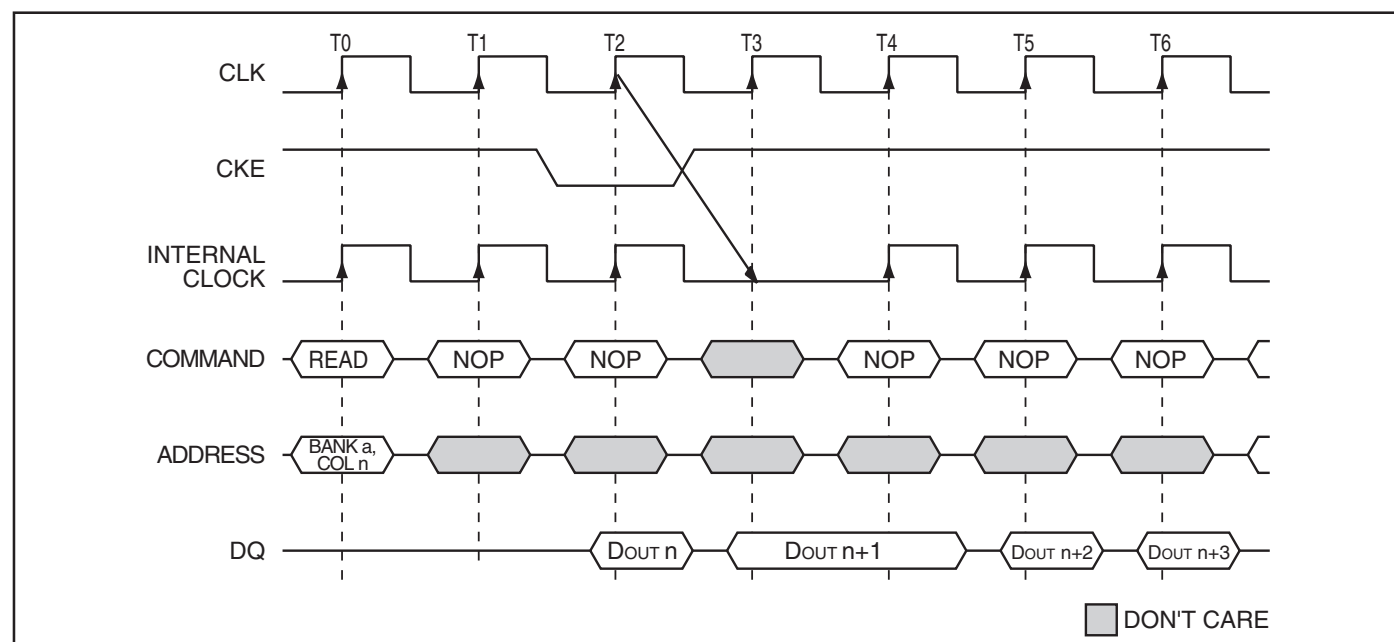 T0 T1 T2 T3 T4 T5 T6
CLK
CKE
INTERNAL
CLOCK
COMMAND READ NOP NOP NOP NOP NOP
ADDRESS BANK a,
COL n
DQ DOUT n DOUT n+1 DOUT n+2 DOUT n+3
DON'T CARE